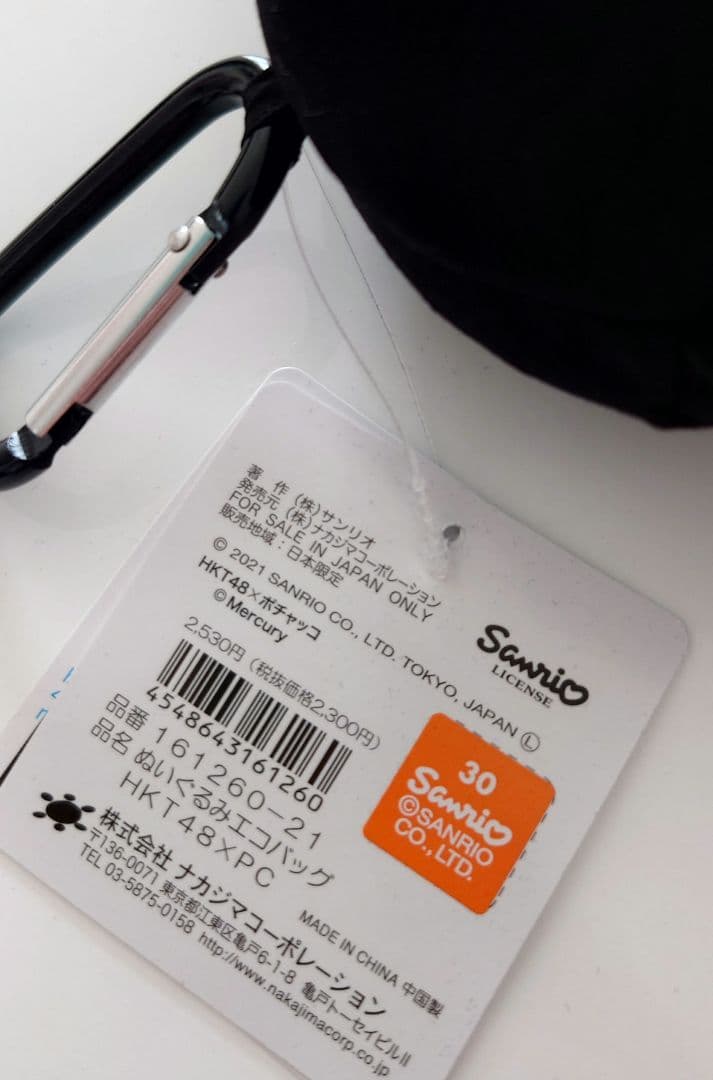 著　作 (株)サンリオ
発売元 (株)ナカジマコーポレーション
FOR SALE IN JAPAN ONLY
販売地域：日本限定
© 2021 SANRIO CO., LTD. TOKYO, JAPAN Ⓛ
HKT48×ポチャッコ
©Mercury
Sanrio
LICENSE
2,530円 (税抜価格2,300円)
4548643161260
品番 161260-21
品名 ぬいぐるみエコバッグ
HKT48×PC
30
Sanrio
©SANRIO
CO., LTD.
MADE IN CHINA 中国製
株式会社 ナカジマコーポレーション
〒136-0071 東京都江東区亀戸6-1-8 亀戸トーセイビルII
TEL 03-5875-0158 http://www.nakajimacorp.co.jp